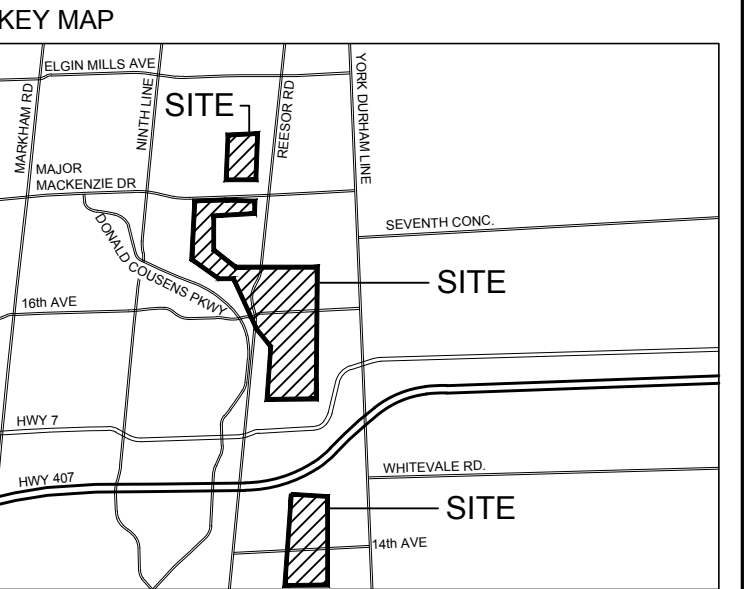 KEY MAP
ELGIN MILLS AVE
MARKHAM RD
NINTH LINE
SITE
REESOR RD
YORK DURHAM LINE
MAJOR
MACKENZIE DR
SEVENTH CONC.
DONALD COUSENS PKWY
SITE
16th AVE
HWY 7
WHITEVALE RD.
HWY 407
SITE
14th AVE